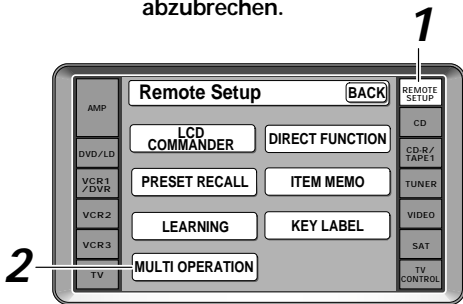 abzubrechen.
1
Remote Setup
BACK
REMOTE
SETUP
AMP
CD
LCD
COMMANDER
DIRECT FUNCTION
DVD/LD
CD-R/
TAPE1
VCR1
/DVR
PRESET RECALL
ITEM MEMO
TUNER
VCR2
VIDEO
LEARNING
KEY LABEL
VCR3
SAT
2
TV
MULTI OPERATION
TV
CONTROL